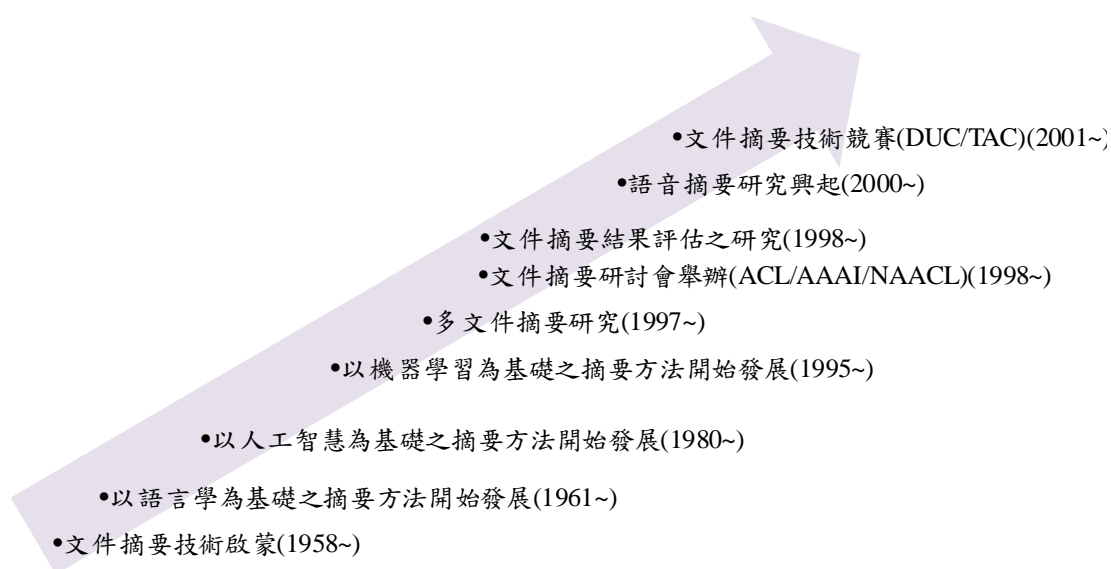 •文件摘要技術競賽(DUC/TAC)(2001~)
•語音摘要研究興起(2000~)
•文件摘要結果評估之研究(1998~)
•文件摘要研討會舉辦(ACL/AAAI/NAACL)(1998~)
•多文件摘要研究(1997~)
•以機器學習為基礎之摘要方法開始發展(1995~)
•以人工智慧為基礎之摘要方法開始發展(1980~)
•以語言學為基礎之摘要方法開始發展(1961~)
•文件摘要技術啟蒙(1958~)